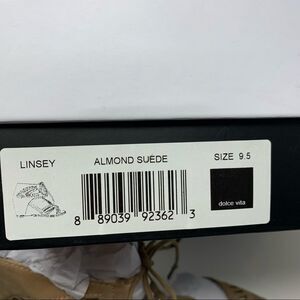 LINSEY ALMOND SUEDE SIZE 9.5
dolce vita
8 89039 92362 3